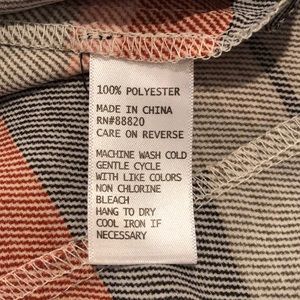 100% POLYESTER
MADE IN CHINA
RN#88820
CARE ON REVERSE
MACHINE WASH COLD
GENTLE CYCLE
WITH LIKE COLORS
NON CHLORINE
BLEACH
HANG TO DRY
COOL IRON IF
NECESSARY